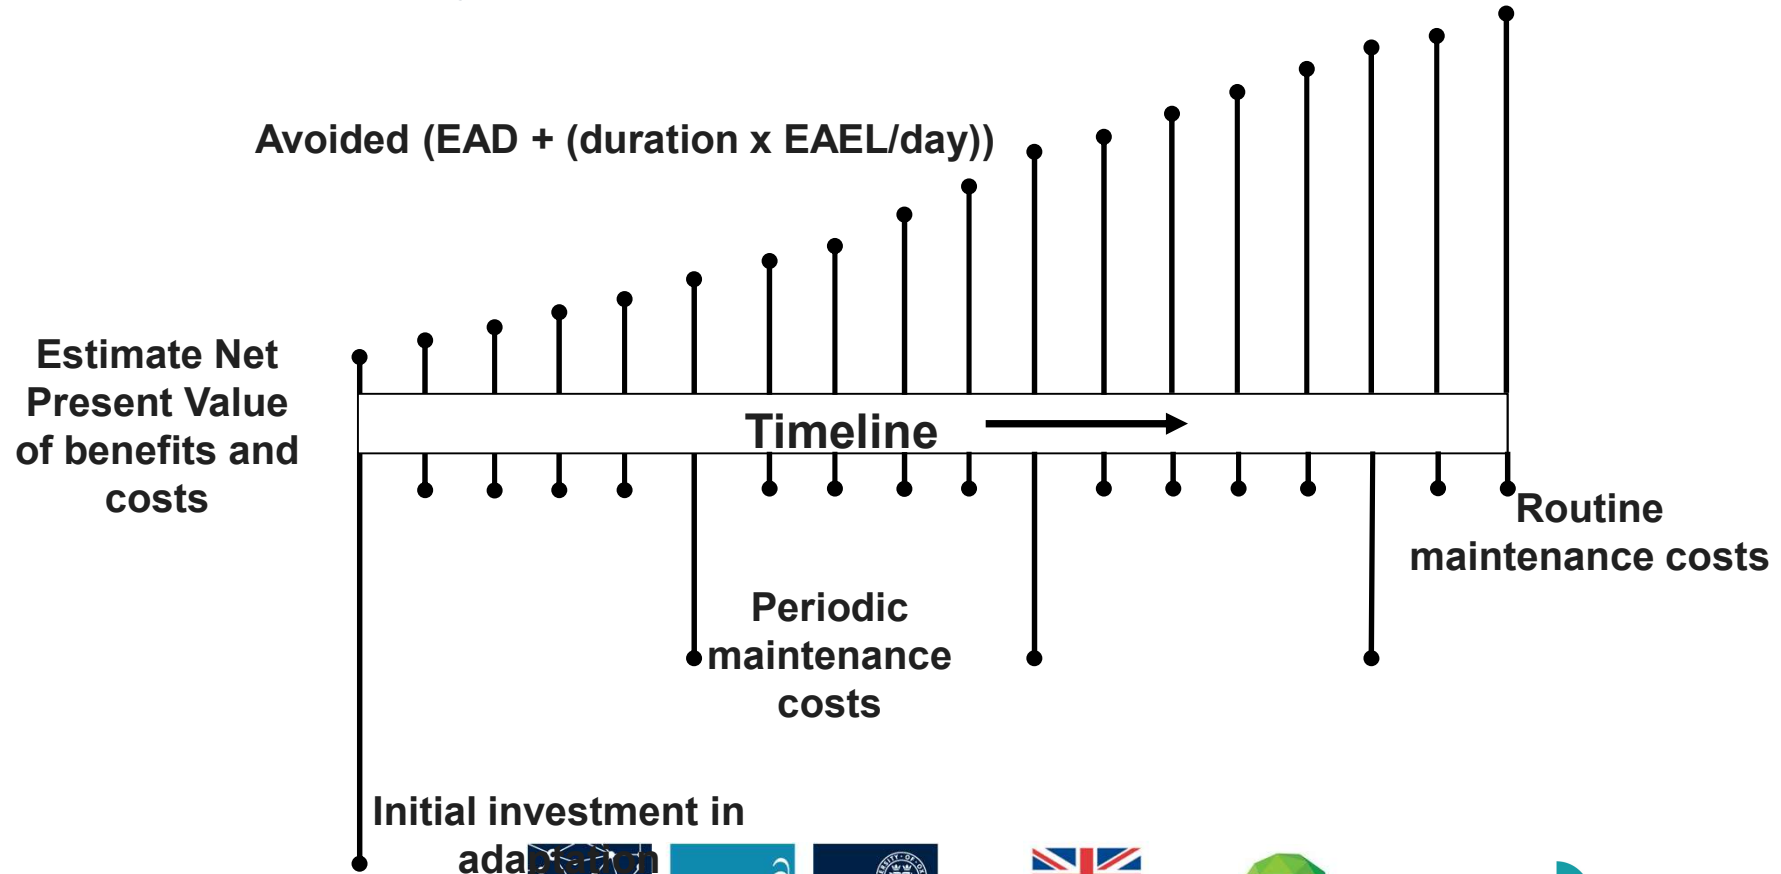 Avoided (EAD + (duration x EAEL/day))
Estimate Net
Present Value
of benefits and
costs
Timeline
Routine
maintenance costs
Periodic
maintenance
costs
Initial investment in
adaptation